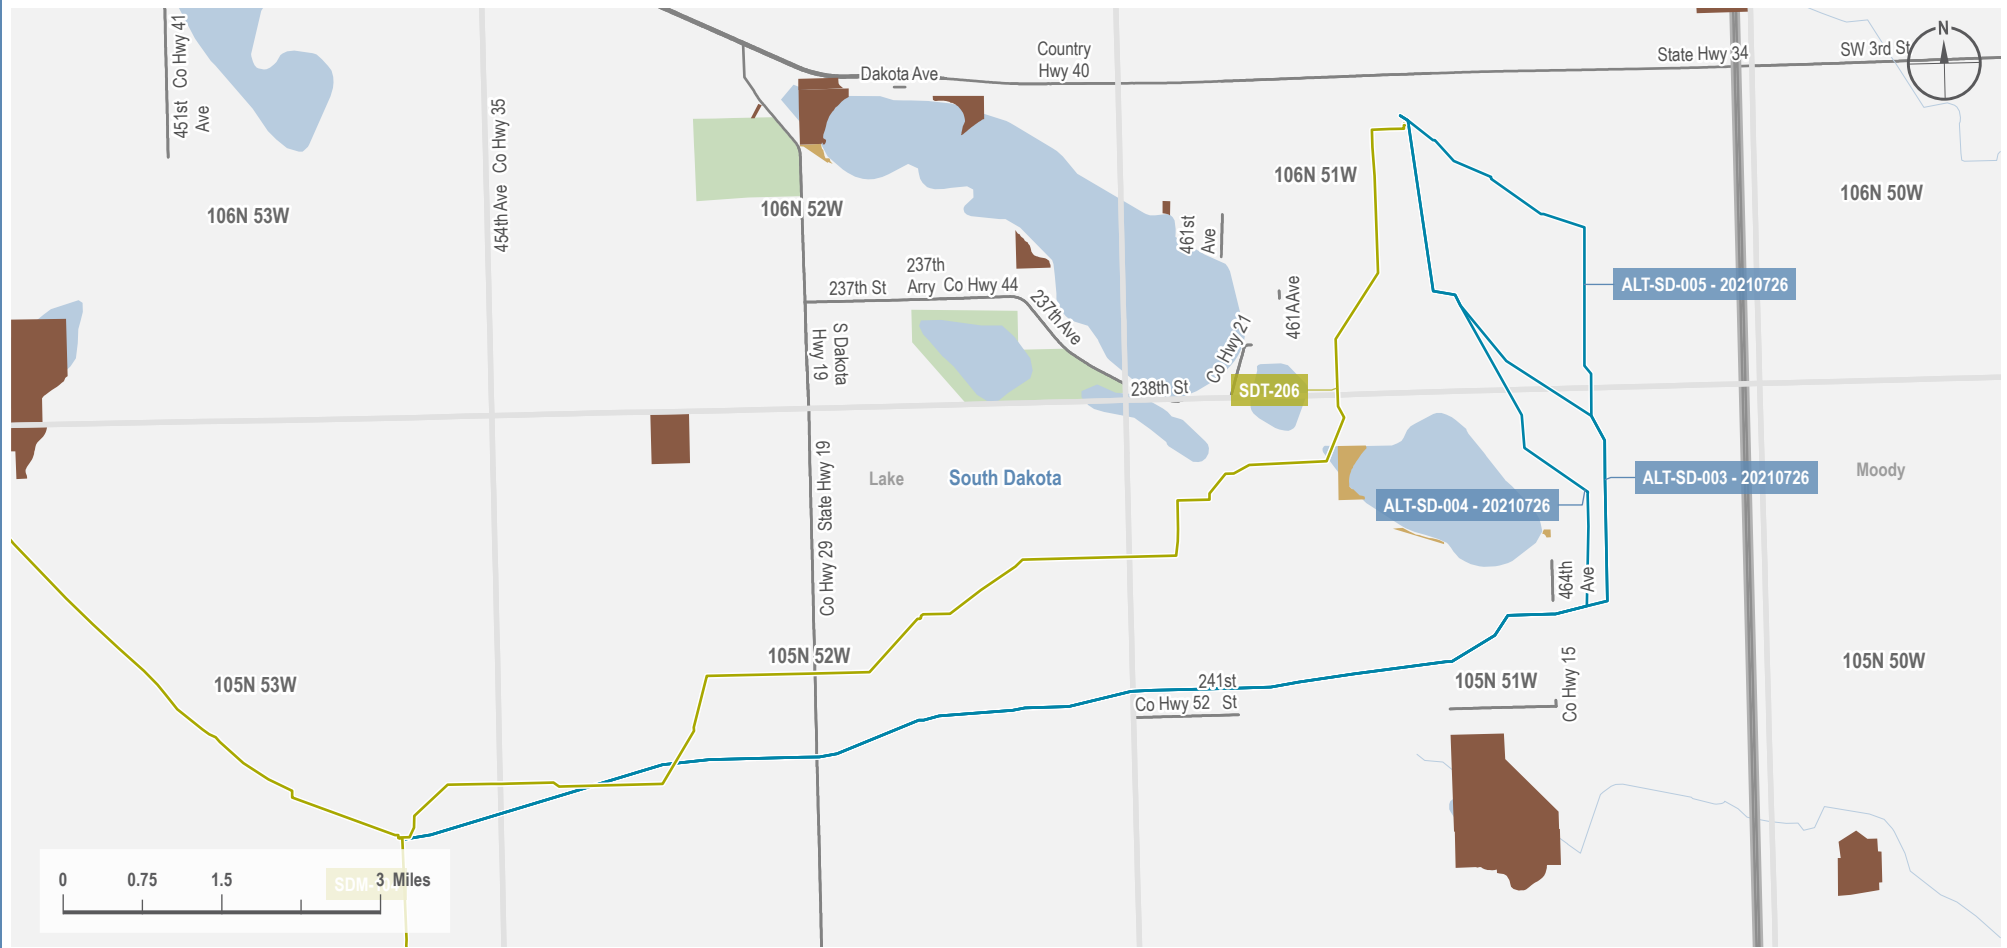 451st Co Hwy 41
Ave
454th Ave Co Hwy 35
Country
Hwy 40
Dakota Ave
State Hwy 34
SW 3rd St
N
106N 53W
106N 52W
106N 51W
106N 50W
461st
Ave
237th St
237th
Arry
Co Hwy 44
237th Ave
461A Ave
Co Hwy 21
S Dakota
Hwy 19
238th St
SDT-206
ALT-SD-005 - 20210726
Lake
South Dakota
Moody
ALT-SD-003 - 20210726
ALT-SD-004 - 20210726
Co Hwy 29 State Hwy 19
464th
Ave
105N 53W
105N 52W
105N 51W
105N 50W
241st
Co Hwy 52 St
Co Hwy 15
0 0.75 1.5 3 Miles